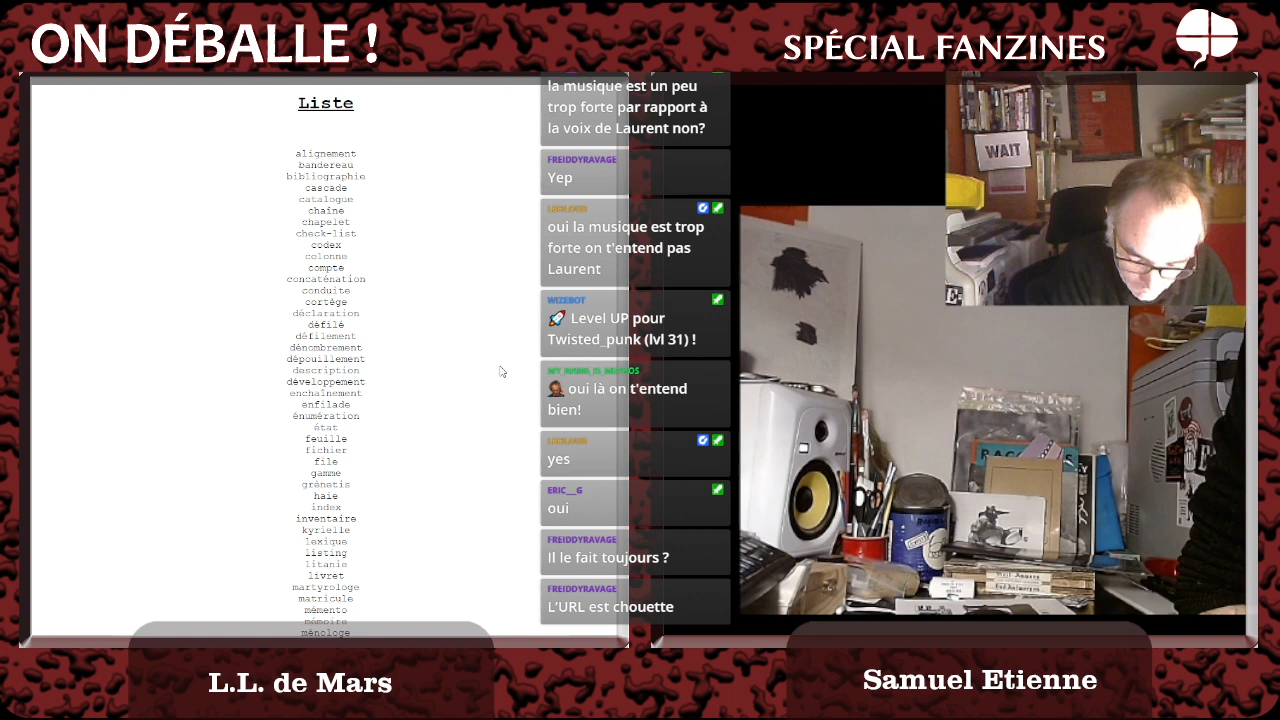 ON DÉBALLE !
SPÉCIAL FANZINES
Liste
alignement
bandereau
bibliographie
cascade
catalogue
chaîne
chapelet
check-list
codex
colonne
compte
concaténation
conduite
cortège
déclaration
défilé
défilement
dénombrement
dépouillement
description
développement
enchaînement
enfilade
énumération
état
feuille
fichier
file
gamme
grènetis
haie
index
inventaire
kyrielle
lexique
listing
litanie
livret
martyrologe
matricule
mémento
mémoire
ménologe
la musique est un peu
trop forte par rapport à
la voix de Laurent non?
FREIDDYRAVAGE
Yep
oui la musique est trop
forte on t'entend pas
Laurent
WIZEBOT
🚀 Level UP pour
Twisted_punk (lvl 31) !
oui là on t'entend
bien!
yes
ERIC__G
oui
FREIDDYRAVAGE
Il le fait toujours ?
FREIDDYRAVAGE
L'URL est chouette
WAIT
L.L. de Mars
Samuel Etienne